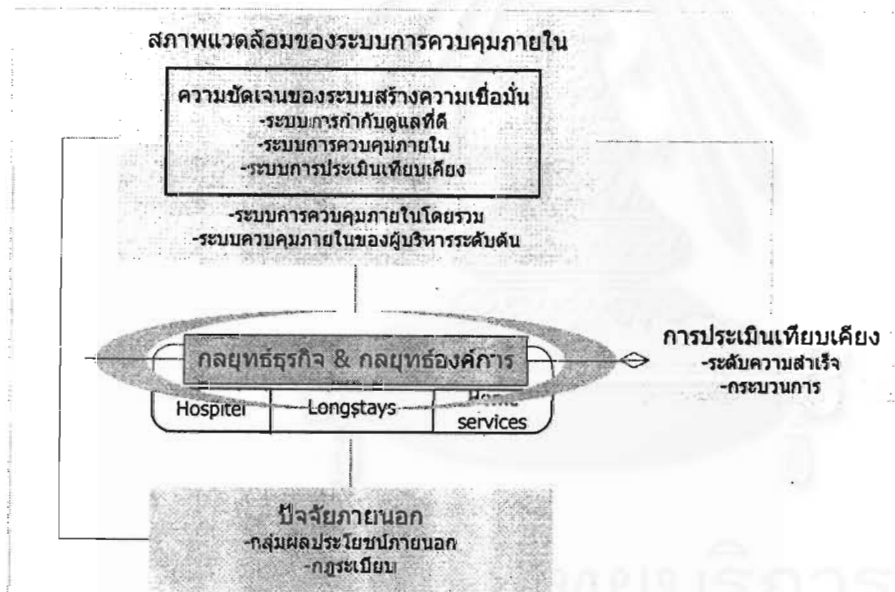 สภาพแวดล้อมของระบบการควบคุมภายใน
ความชัดเจนของระบบสร้างความเชื่อมั่น
-ระบบการกำกับดูแลที่ดี
-ระบบการควบคุมภายใน
-ระบบการประเมินเทียบเคียง
-ระบบการควบคุมภายในโดยรวม
-ระบบควบคุมภายในของผู้บริหารระดับต้น
กลยุทธ์ธุรกิจ & กลยุทธ์องค์การ
Hospitel
Longstays
services
การประเมินเทียบเคียง
-ระดับความสำเร็จ
-กระบวนการ
ปัจจัยภายนอก
-กลุ่มผลประโยชน์ภายนอก
-กฎระเบียบ